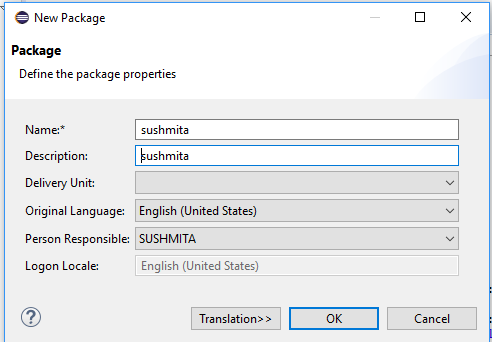 New Package
Package
Define the package properties
Name:* sushmita
Description: sushmita
Delivery Unit:
Original Language: English (United States)
Person Responsible: SUSHMITA
Logon Locale: English (United States)
Translation>> OK Cancel